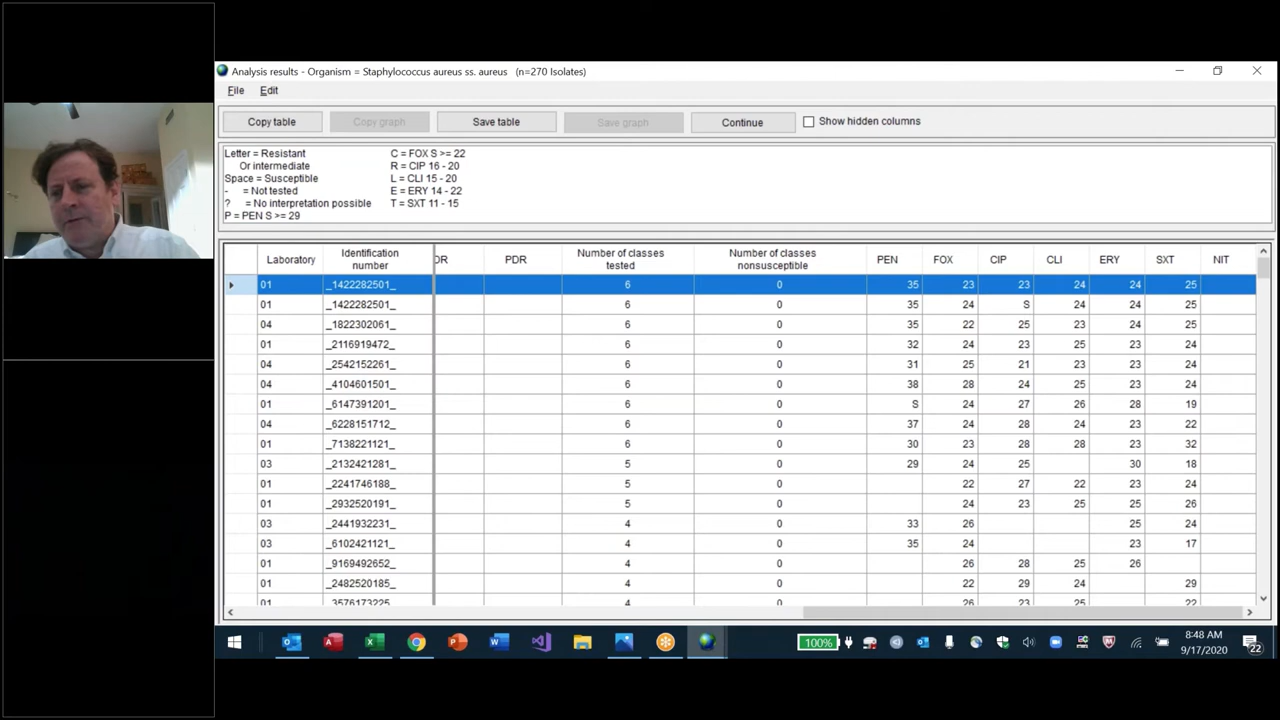 Analysis results - Organism = Staphylococcus aureus ss. aureus (n=270 Isolates)
File Edit
Copy table Copy graph Save table Save graph Continue Show hidden columns
Letter = Resistant C = FOX S >= 22
Or intermediate R = CIP 16 - 20
Space = Susceptible L = CLI 15 - 20
- = Not tested E = ERY 14 - 22
? = No interpretation possible T = SXT 11 - 15
P = PEN S >= 29
Laboratory Identification number DR PDR Number of classes tested Number of classes nonsusceptible PEN FOX CIP CLI ERY SXT NIT
01 _1422282501_ 6 0 35 23 23 24 24 25
01 _1422282501_ 6 0 35 24 S 24 24 25
04 _1822302061_ 6 0 35 22 25 23 24 25
01 _2116919472_ 6 0 32 24 23 25 23 24
04 _2542152261_ 6 0 31 25 21 23 23 24
04 _4104601501_ 6 0 38 28 24 25 23 24
01 _6147391201_ 6 0 S 24 27 26 28 19
04 _6228151712_ 6 0 37 24 28 24 23 22
01 _7138221121_ 6 0 30 23 28 28 23 32
03 _2132421281_ 5 0 29 24 25 30 18
01 _2241746188_ 5 0 22 27 22 23 24
01 _2932520191_ 5 0 24 23 25 25 26
03 _2441932231_ 4 0 33 26 25 24
03 _6102421121_ 4 0 35 24 23 17
01 _9169492652_ 4 0 26 28 25 26
01 _2482520185_ 4 0 22 29 24 29
01 _3576173225_ 4 0 26 23 25 22
100% 8:48 AM
9/17/2020 22